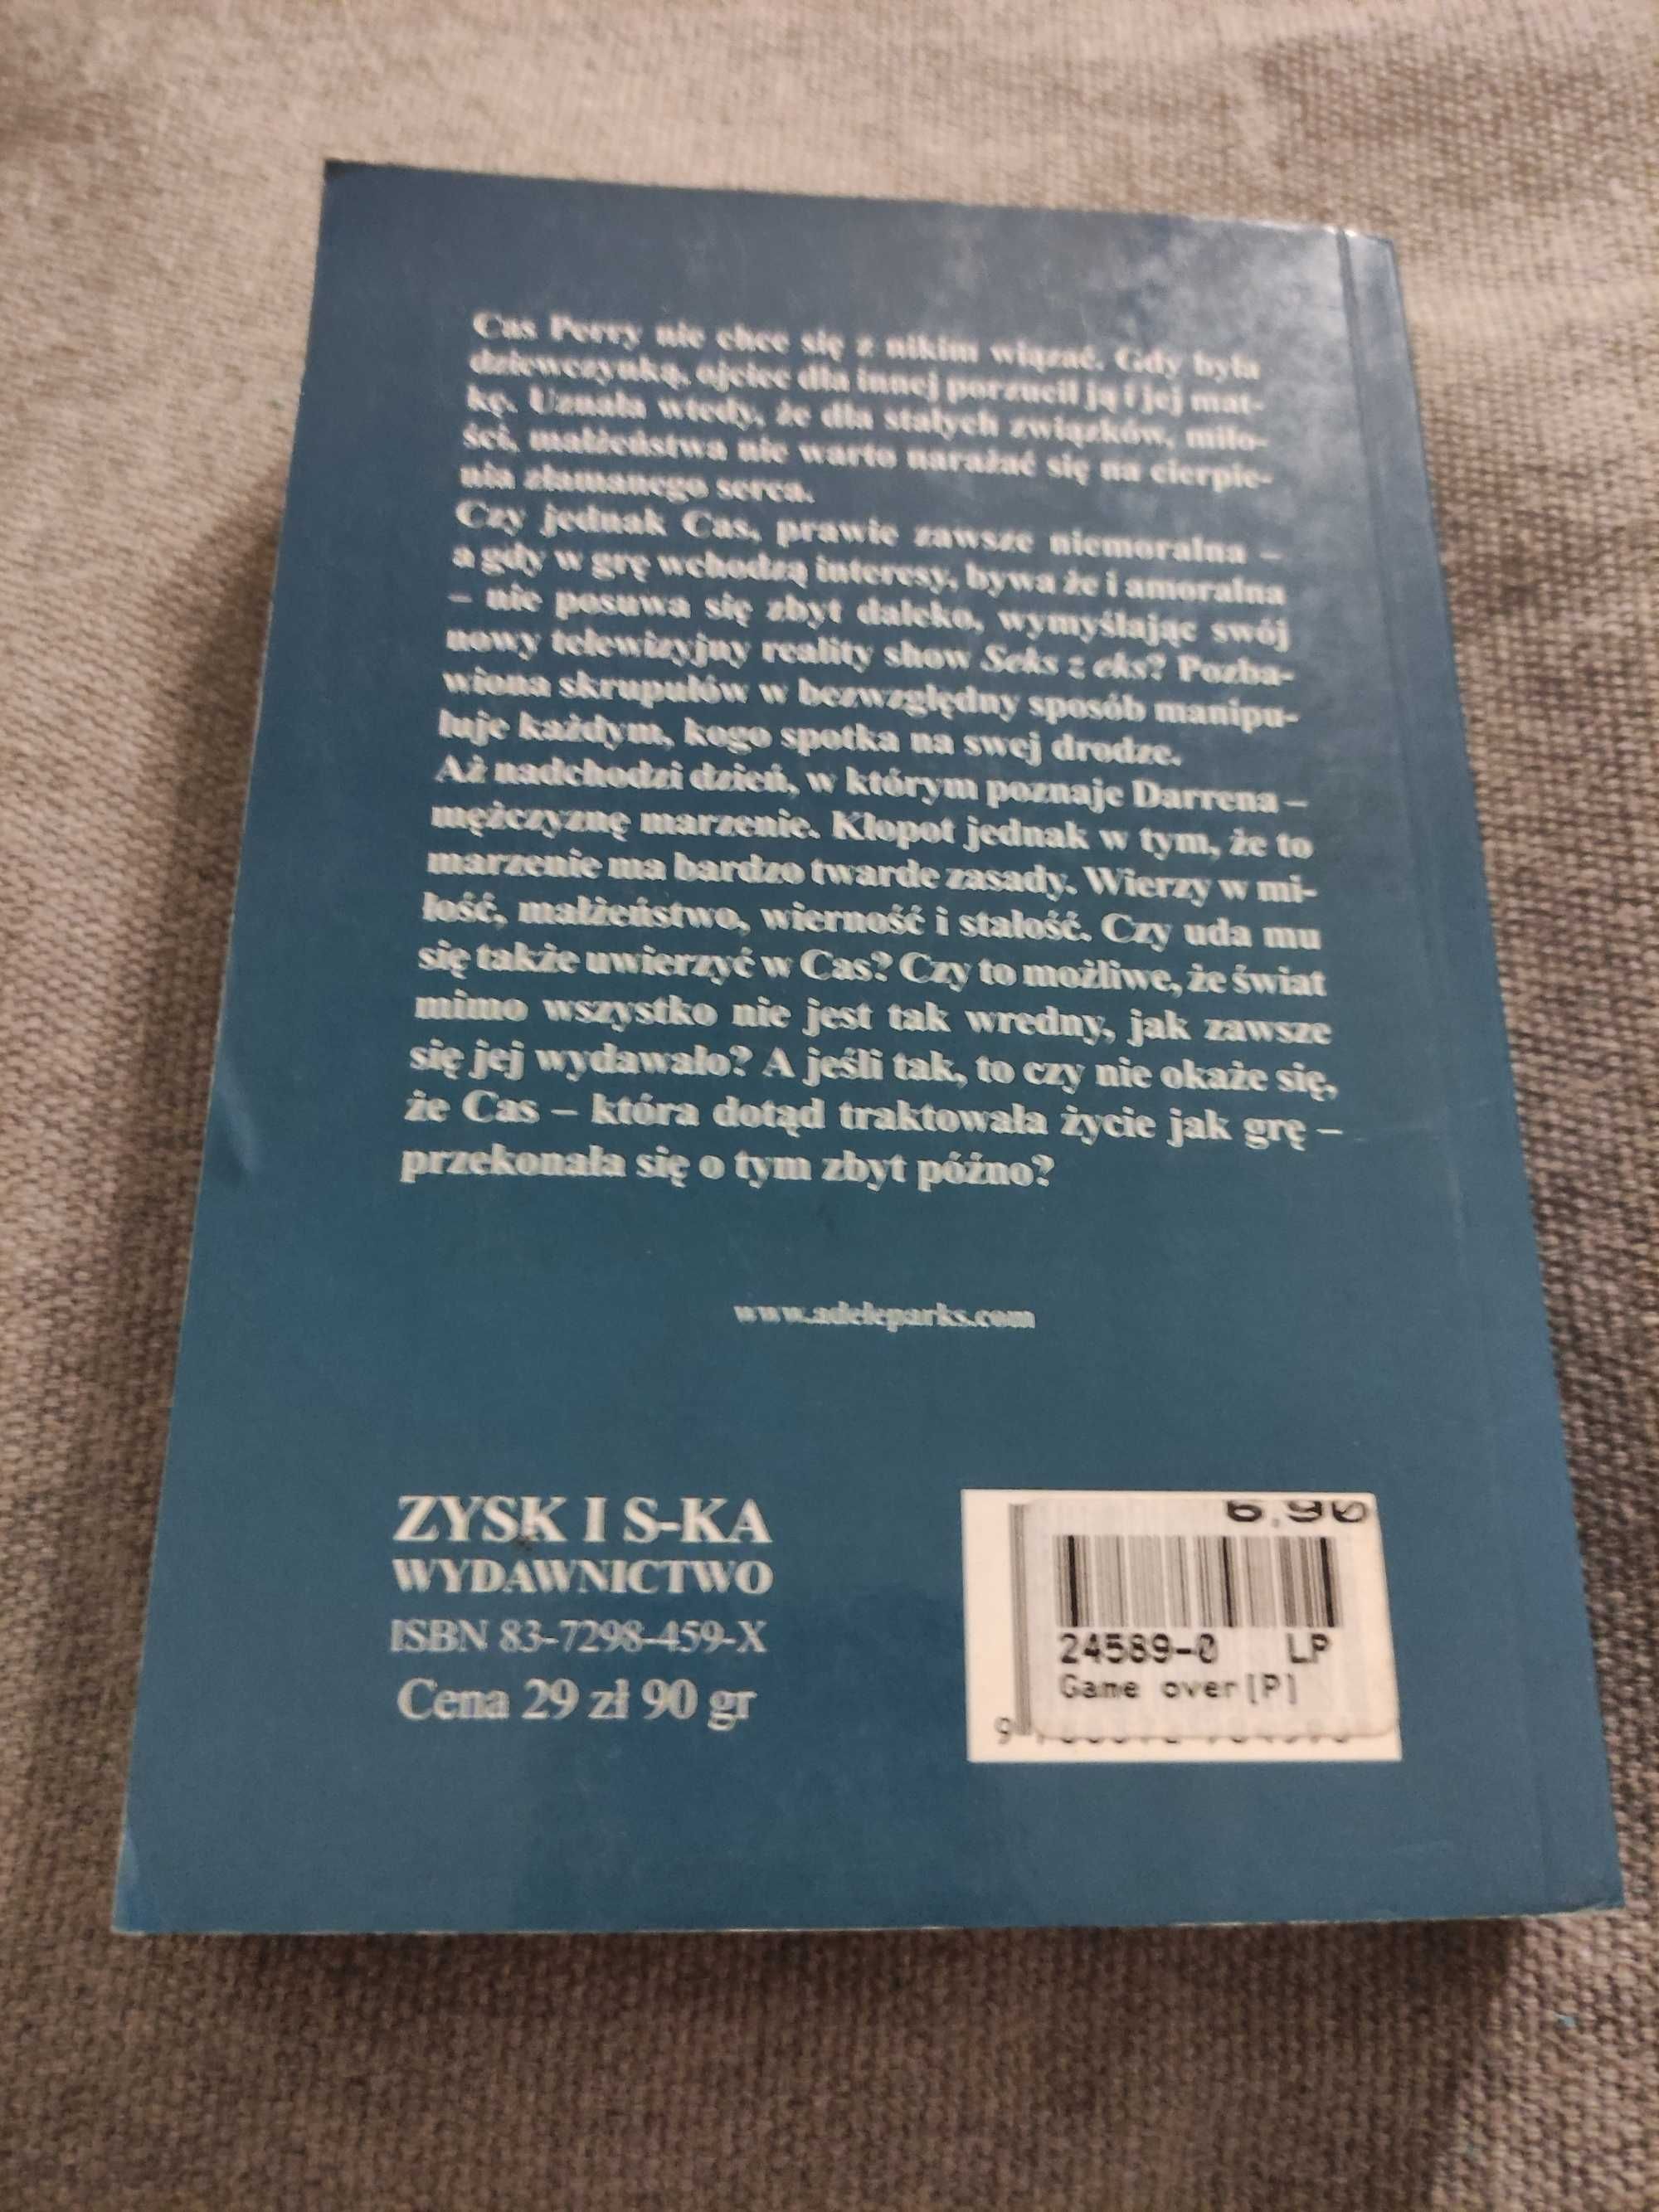 Cas Perry nie chce się z nikim wiązać. Gdy była
dziewczynką, ojciec dla innej porzucił ją i jej mat-
kę. Uznała wtedy, że dla stałych związków, miło-
ści, małżeństwa nie warto narażać się na cierpie-
nia złamanego serca.
Czy jednak Cas, prawie zawsze niemoralna –
a gdy w grę wchodzą interesy, bywa że i amoralna
– nie posuwa się zbyt daleko, wymyślając swój
nowy telewizyjny reality show Seks z eks? Pozba-
wiona skrupułów w bezwzględny sposób manipu-
luje każdym, kogo spotka na swej drodze.
Aż nadchodzi dzień, w którym poznaje Darrena –
mężczyznę marzenie. Kłopot jednak w tym, że to
marzenie ma bardzo twarde zasady. Wierzy w mi-
łość, małżeństwo, wierność i stałość. Czy uda mu
się także uwierzyć w Cas? Czy to możliwe, że świat
mimo wszystko nie jest tak wredny, jak zawsze
się jej wydawało? A jeśli tak, to czy nie okaże się,
że Cas – która dotąd traktowała życie jak grę –
przekonała się o tym zbyt późno?
www.adeleparks.com
ZYSK I S-KA
WYDAWNICTWO
ISBN 83-7298-459-X
Cena 29 zł 90 gr
6.90
24589-0 LP
Game over[P]
9